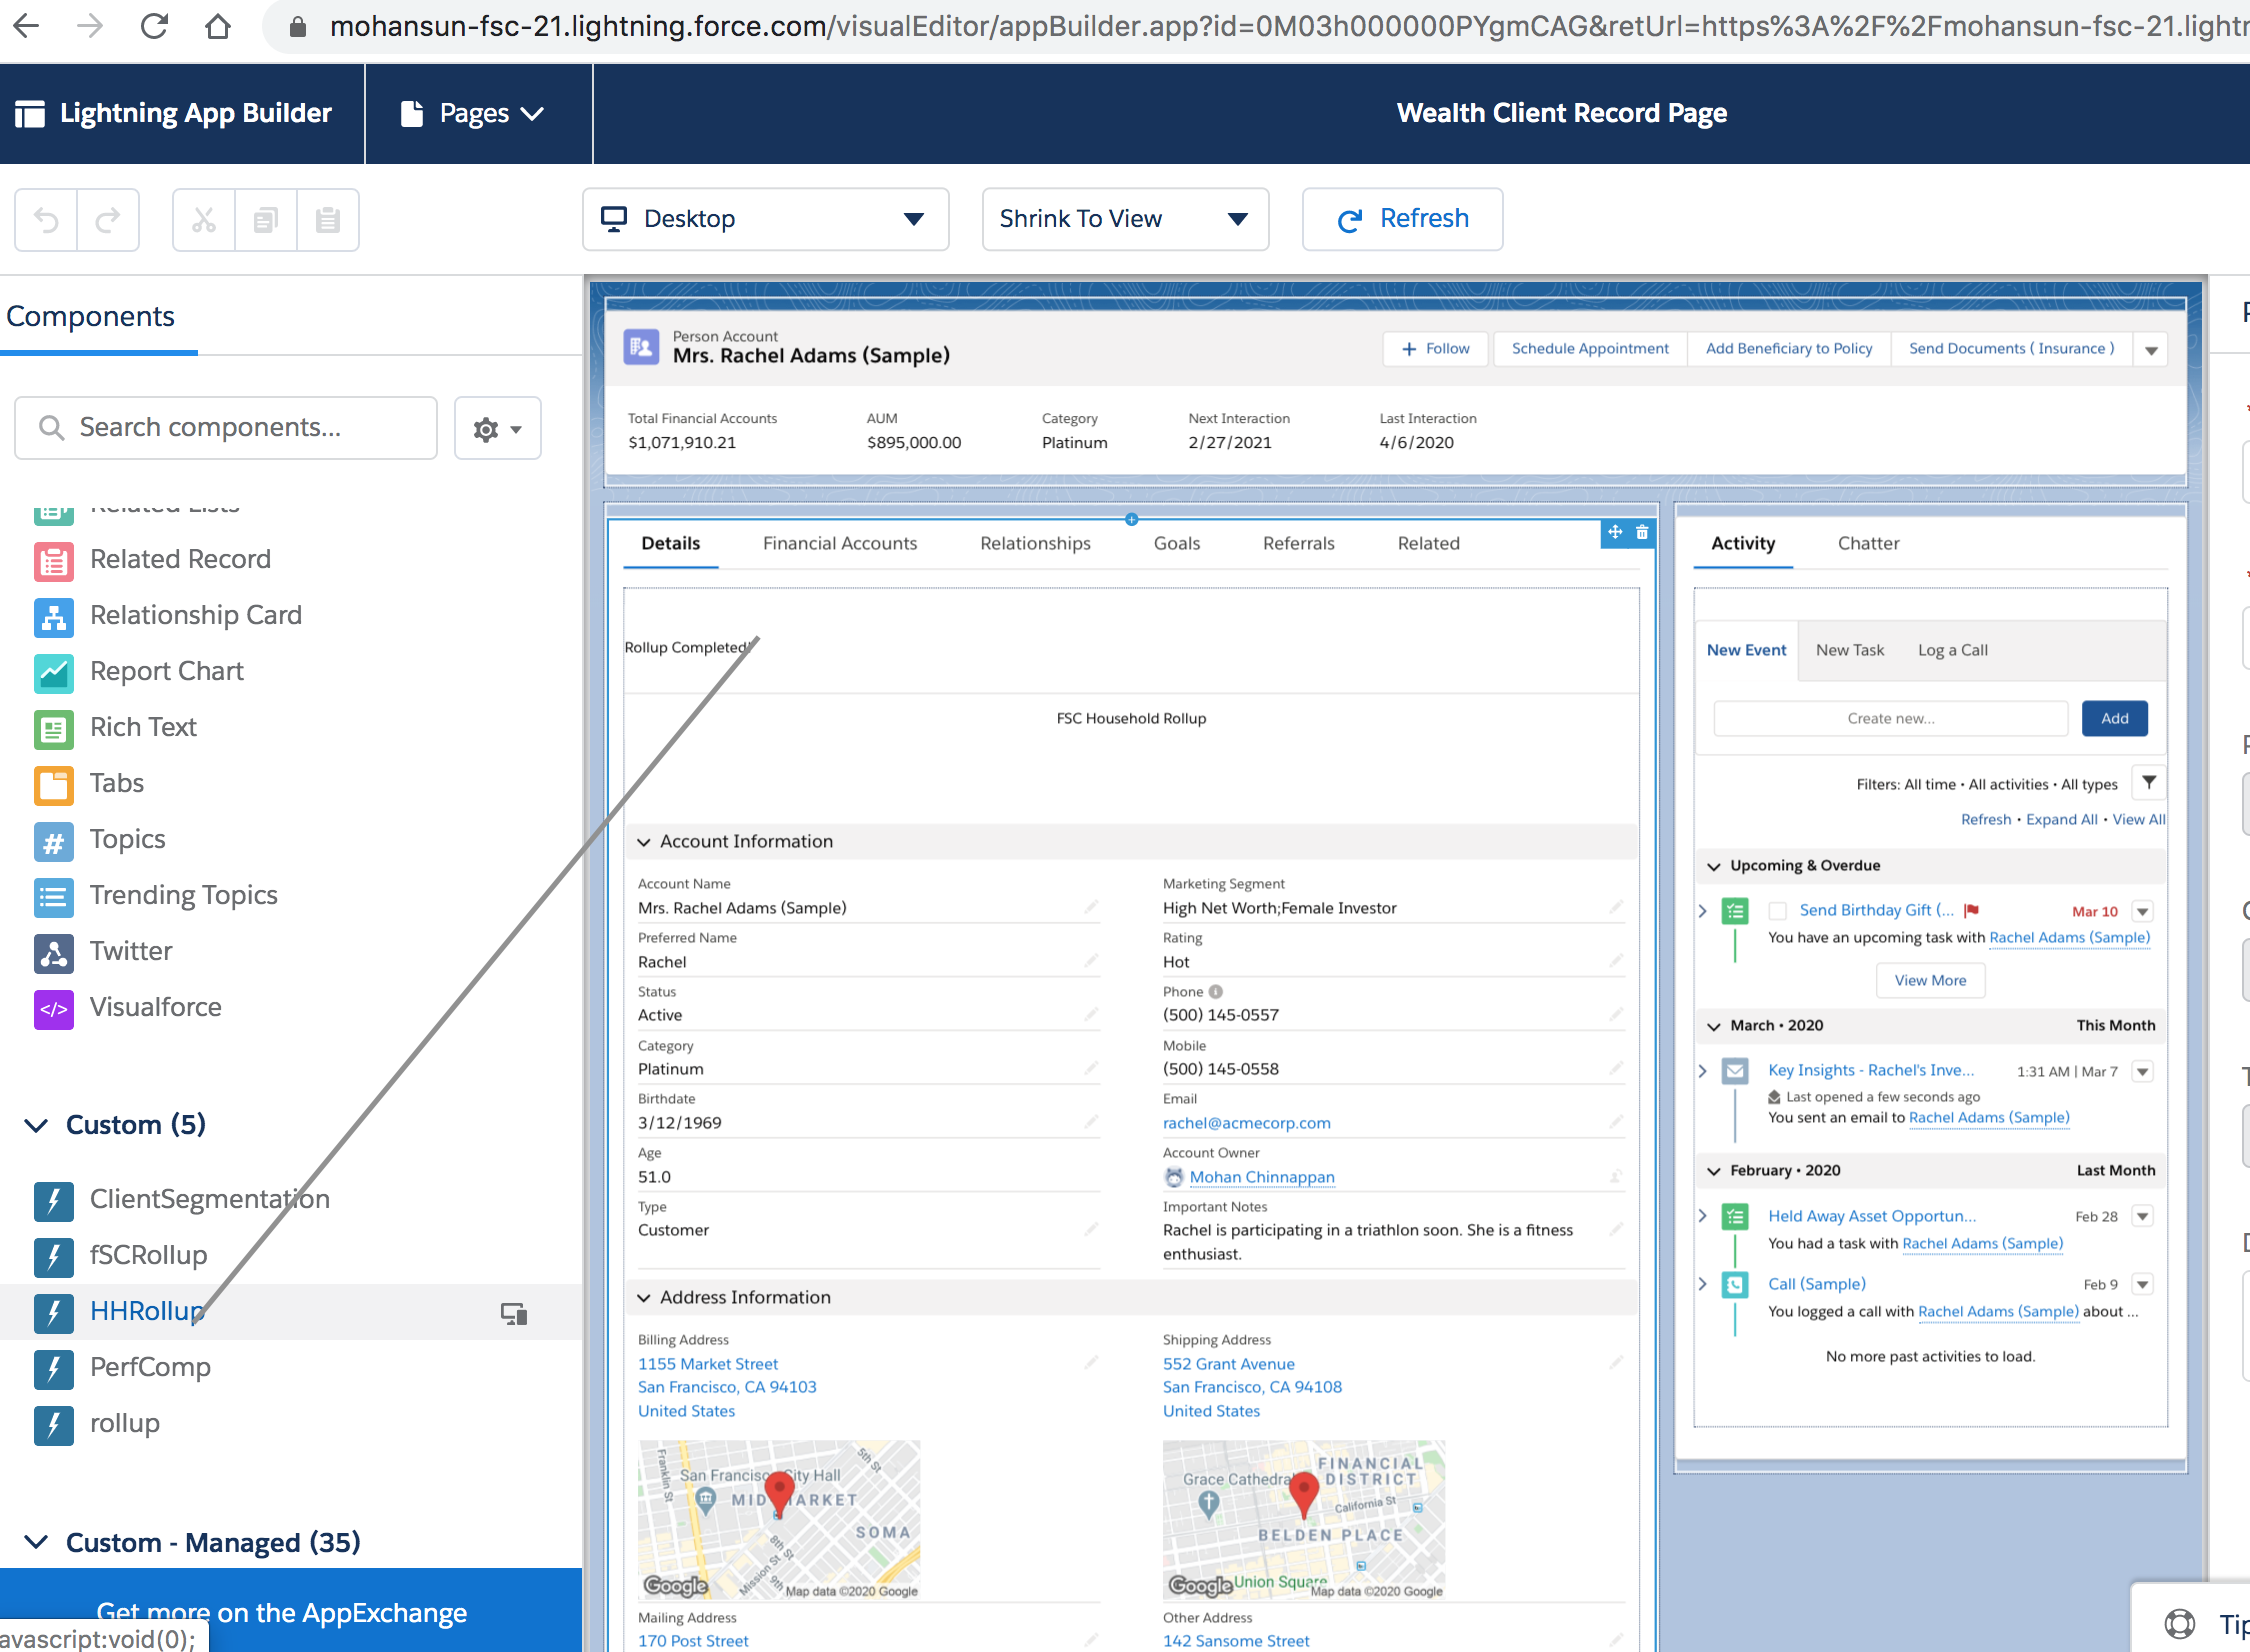 mohansun-fsc-21.lightning.force.com/visualEditor/appBuilder.app?id=0M03h000000PYgmCAG&retUrl=https%3A%2F%2Fmohansun-fsc-21.lightn
Lightning App Builder
Pages
Wealth Client Record Page
Desktop
Shrink To View
Refresh
Components
Search components...
Related Lists
Related Record
Relationship Card
Report Chart
Rich Text
Tabs
Topics
Trending Topics
Twitter
Visualforce
Custom (5)
ClientSegmentation
fSCRollup
HHRollup
PerfComp
rollup
Custom - Managed (35)
Get more on the AppExchange
avascript:void(0);
Person Account
Mrs. Rachel Adams (Sample)
Follow
Schedule Appointment
Add Beneficiary to Policy
Send Documents ( Insurance )
Total Financial Accounts
$1,071,910.21
AUM
$895,000.00
Category
Platinum
Next Interaction
2/27/2021
Last Interaction
4/6/2020
Details
Financial Accounts
Relationships
Goals
Referrals
Related
Rollup Completed!
FSC Household Rollup
Account Information
Account Name
Mrs. Rachel Adams (Sample)
Marketing Segment
High Net Worth;Female Investor
Preferred Name
Rachel
Rating
Hot
Status
Active
Phone
(500) 145-0557
Category
Platinum
Mobile
(500) 145-0558
Birthdate
3/12/1969
Email
rachel@acmecorp.com
Age
51.0
Account Owner
Mohan Chinnappan
Type
Customer
Important Notes
Rachel is participating in a triathlon soon. She is a fitness
enthusiast.
Address Information
Billing Address
1155 Market Street
San Francisco, CA 94103
United States
Shipping Address
552 Grant Avenue
San Francisco, CA 94108
United States
Franklin St
San Francisco City Hall
5th St
MID MARKET
SOMA
8th St
Mission St
9th St
Google
Map data ©2020 Google
Grace Cathedral
FINANCIAL
DISTRICT
California St
BELDEN PLACE
Union Square
Google
Map data ©2020 Google
Mailing Address
170 Post Street
Other Address
142 Sansome Street
Activity
Chatter
New Event
New Task
Log a Call
Create new...
Add
Filters: All time • All activities • All types
Refresh • Expand All • View All
Upcoming & Overdue
Send Birthday Gift (...
Mar 10
You have an upcoming task with Rachel Adams (Sample)
View More
March • 2020
This Month
Key Insights - Rachel's Inve...
1:31 AM | Mar 7
Last opened a few seconds ago
You sent an email to Rachel Adams (Sample)
February • 2020
Last Month
Held Away Asset Opportun...
Feb 28
You had a task with Rachel Adams (Sample)
Call (Sample)
Feb 9
You logged a call with Rachel Adams (Sample) about ...
No more past activities to load.
Tip